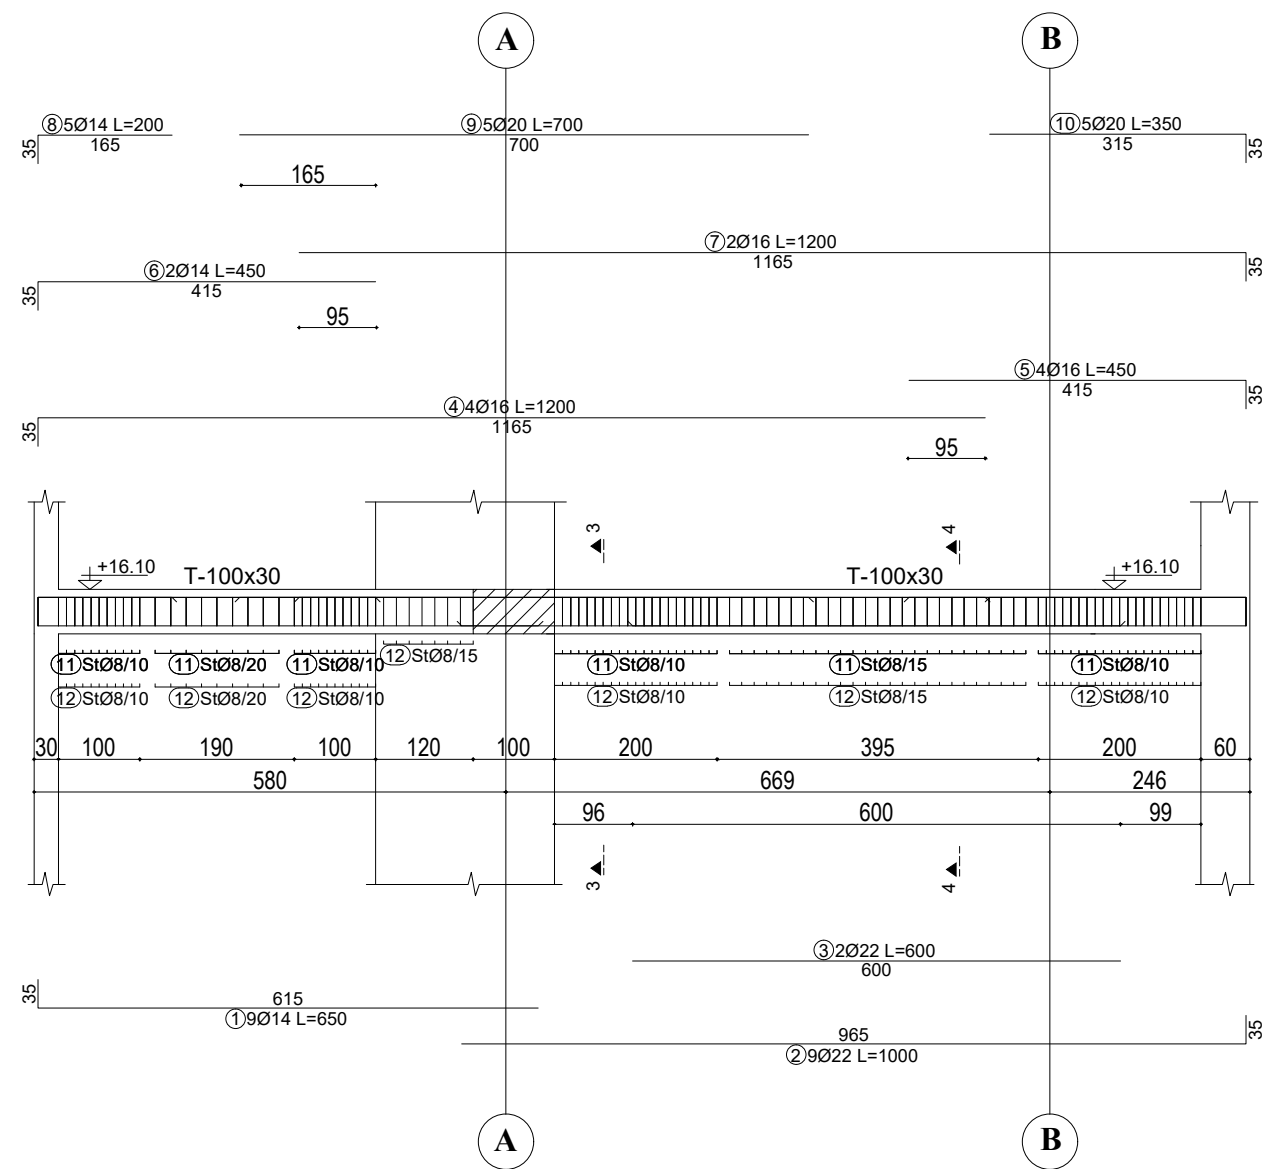 A
B
⑧5Ø14 L=200
165
35
⑨5Ø20 L=700
700
⑩5Ø20 L=350
315
35
165
⑦2Ø16 L=1200
1165
35
⑥2Ø14 L=450
415
35
95
⑤4Ø16 L=450
415
35
④4Ø16 L=1200
1165
35
95
3
4
+16.10
T-100x30
T-100x30
+16.10
⑪StØ8/10
⑪StØ8/20
⑪StØ8/10
⑫StØ8/15
⑪StØ8/10
⑪StØ8/15
⑪StØ8/10
⑫StØ8/10
⑫StØ8/20
⑫StØ8/10
⑫StØ8/10
⑫StØ8/15
⑫StØ8/10
30
100
190
100
120
100
200
395
200
60
580
669
246
96
600
99
3
4
③2Ø22 L=600
600
35
615
①9Ø14 L=650
965
②9Ø22 L=1000
35
A
B